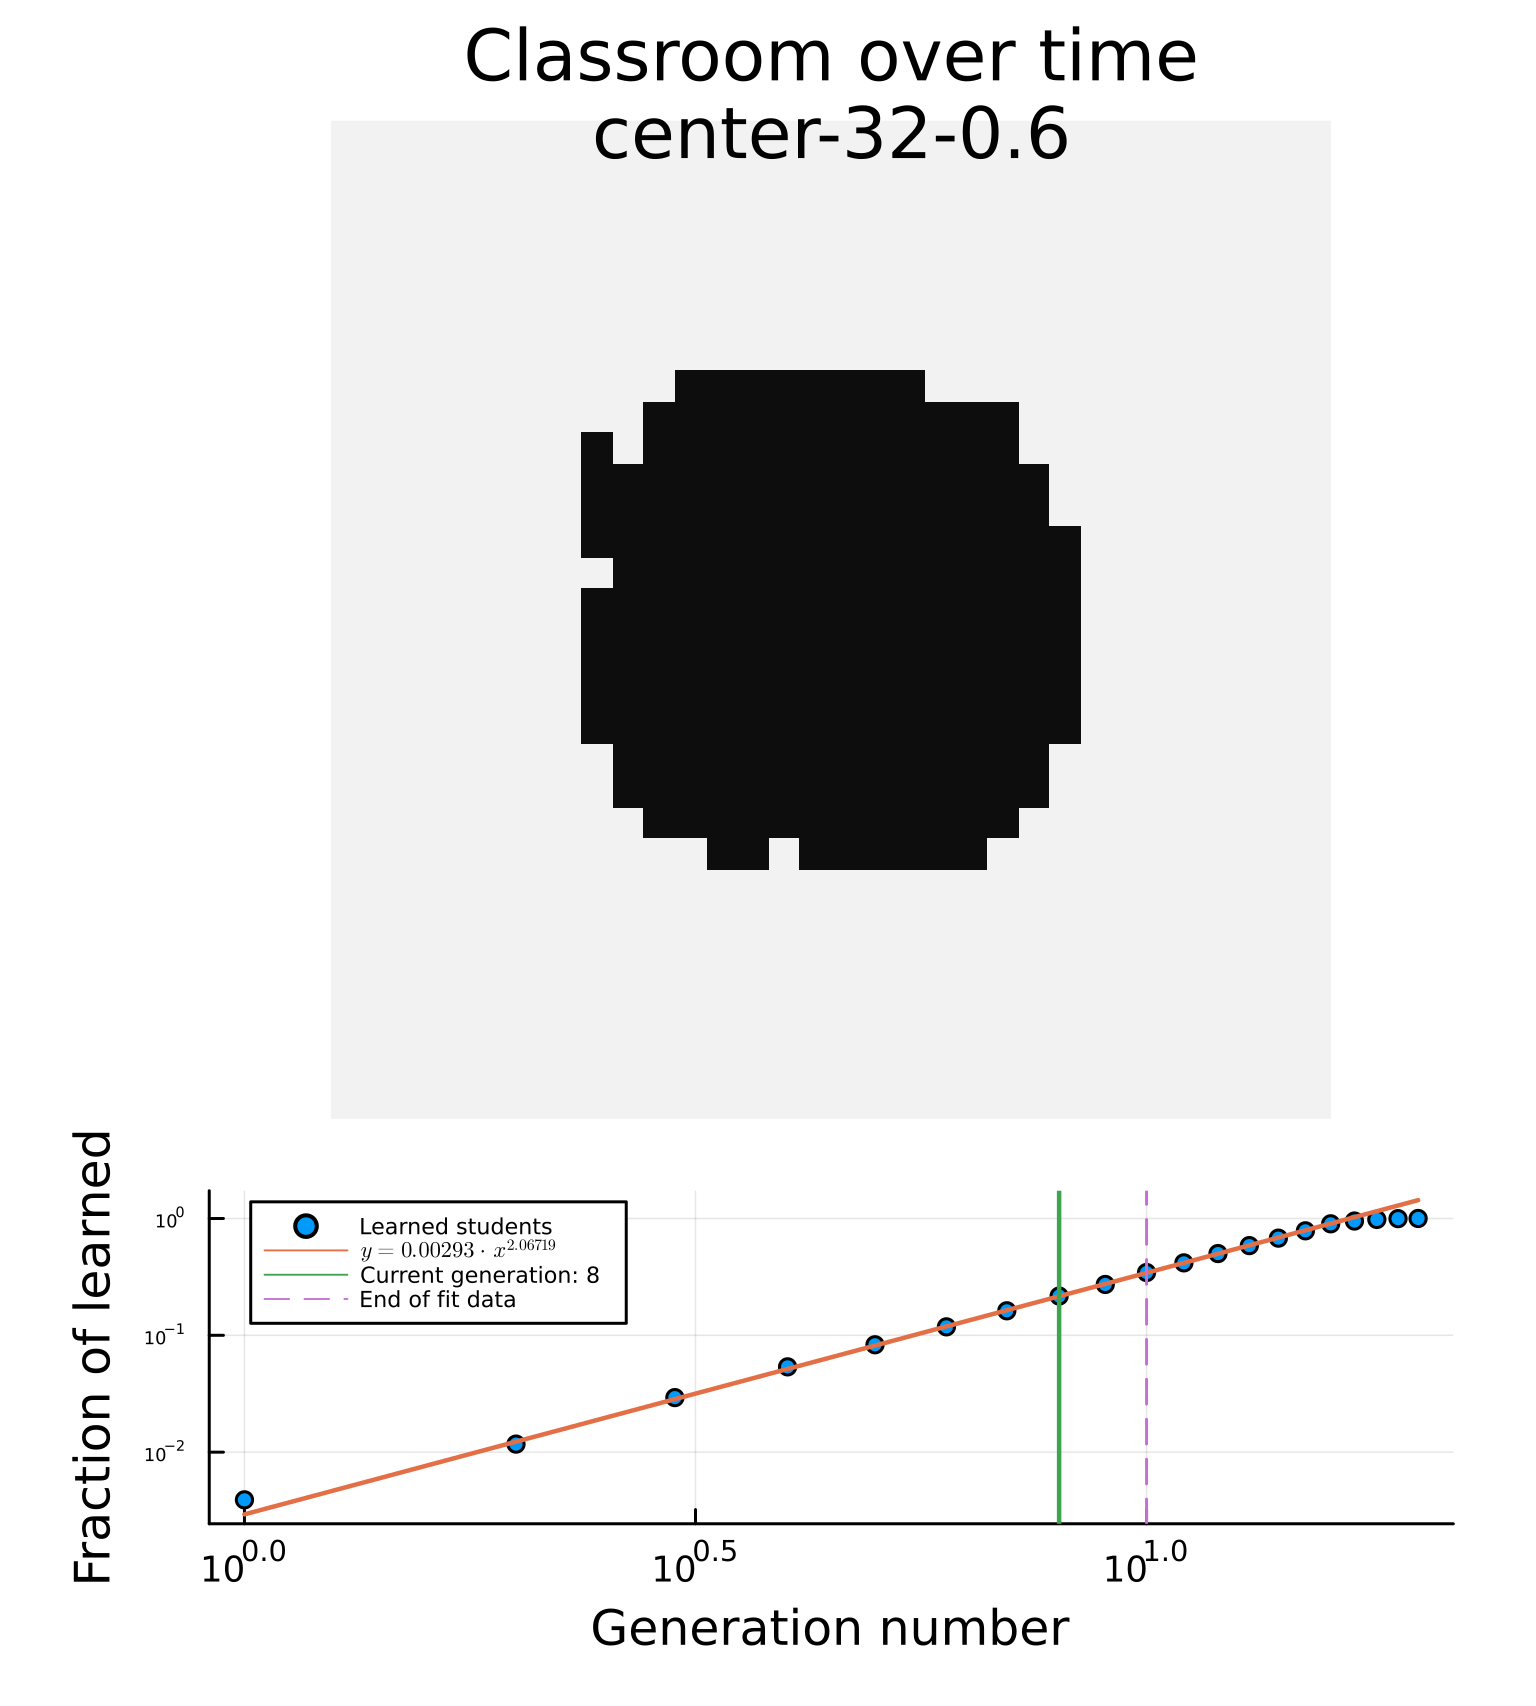 Classroom over time
center-32-0.6
Fraction of learned
10⁰
10⁻¹
10⁻²
Learned students
y = 0.00293 · x^2.06719
Current generation: 8
End of fit data
10^0.0 10^0.5 10^1.0
Generation number